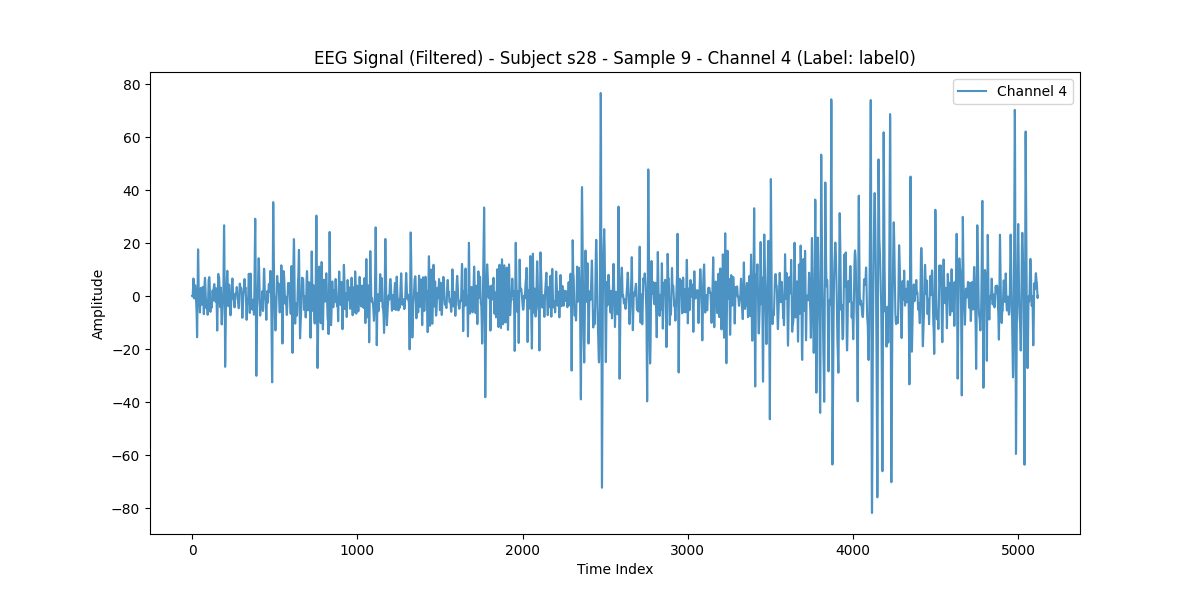 EEG Signal (Filtered) - Subject s28 - Sample 9 - Channel 4 (Label: label0)
Channel 4
80
60
40
20
0
−20
−40
−60
−80
Amplitude
0 1000 2000 3000 4000 5000
Time Index